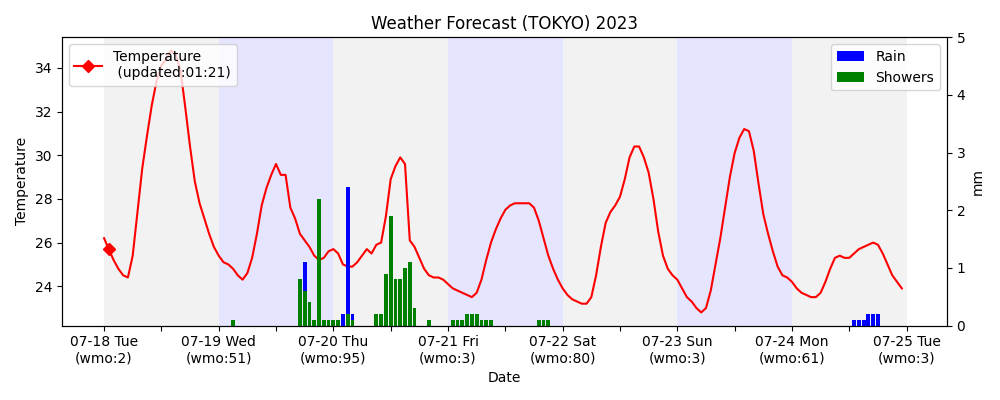 Weather Forecast (TOKYO) 2023
Temperature
(updated:01:21)
Rain
Showers
34
32
30
28
26
24
Temperature
5
4
3
2
1
0
mm
07-18 Tue
(wmo:2)
07-19 Wed
(wmo:51)
07-20 Thu
(wmo:95)
07-21 Fri
(wmo:3)
07-22 Sat
(wmo:80)
07-23 Sun
(wmo:3)
07-24 Mon
(wmo:61)
07-25 Tue
(wmo:3)
Date